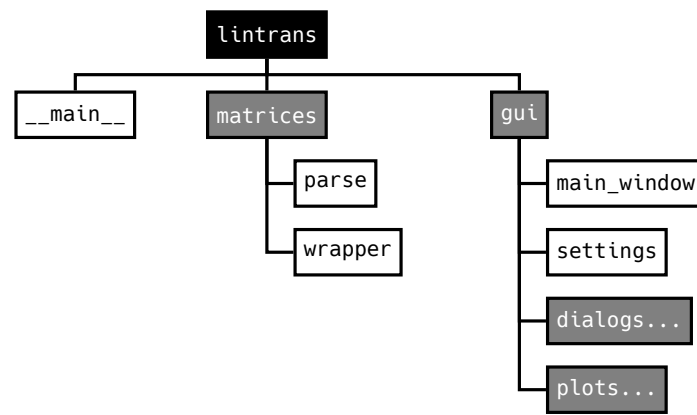 lintrans
__main__
matrices
gui
parse
main_window
wrapper
settings
dialogs...
plots...